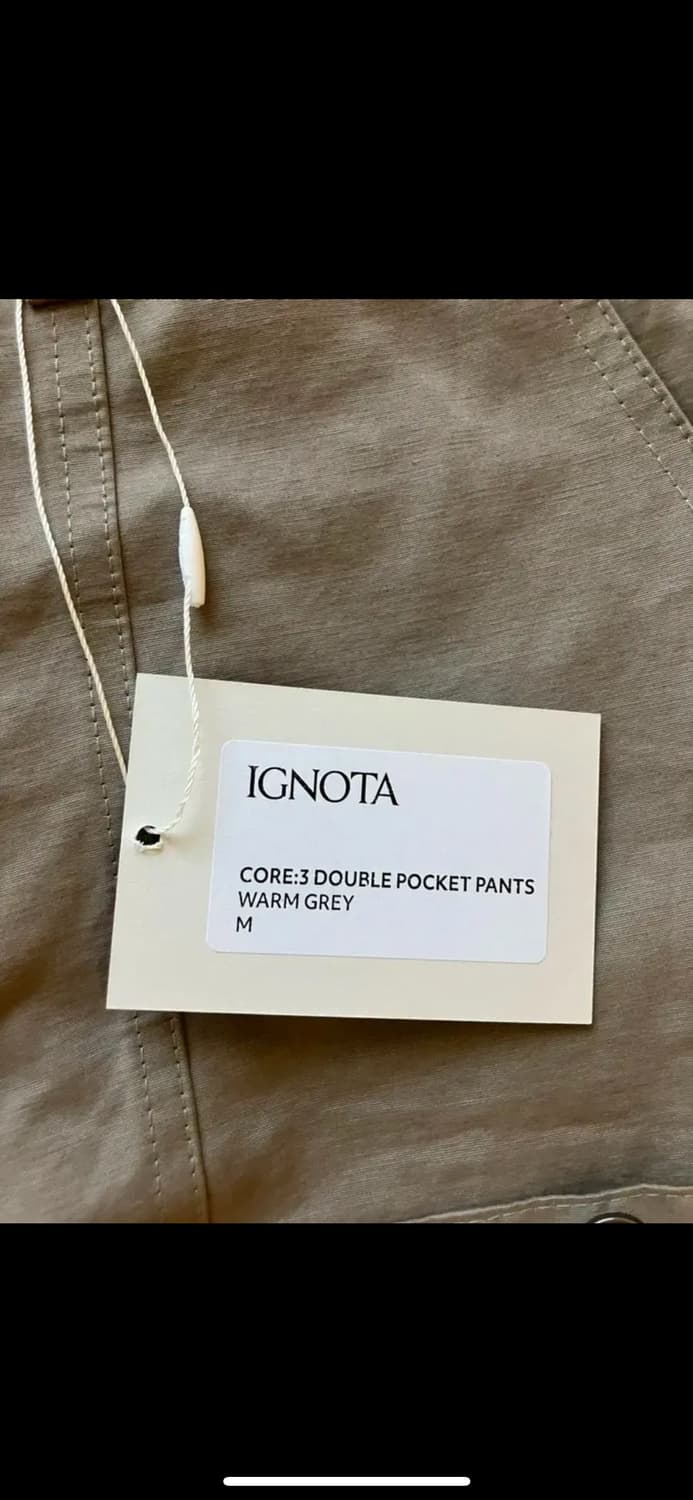 IGNOTA
CORE:3 DOUBLE POCKET PANTS
WARM GREY
M